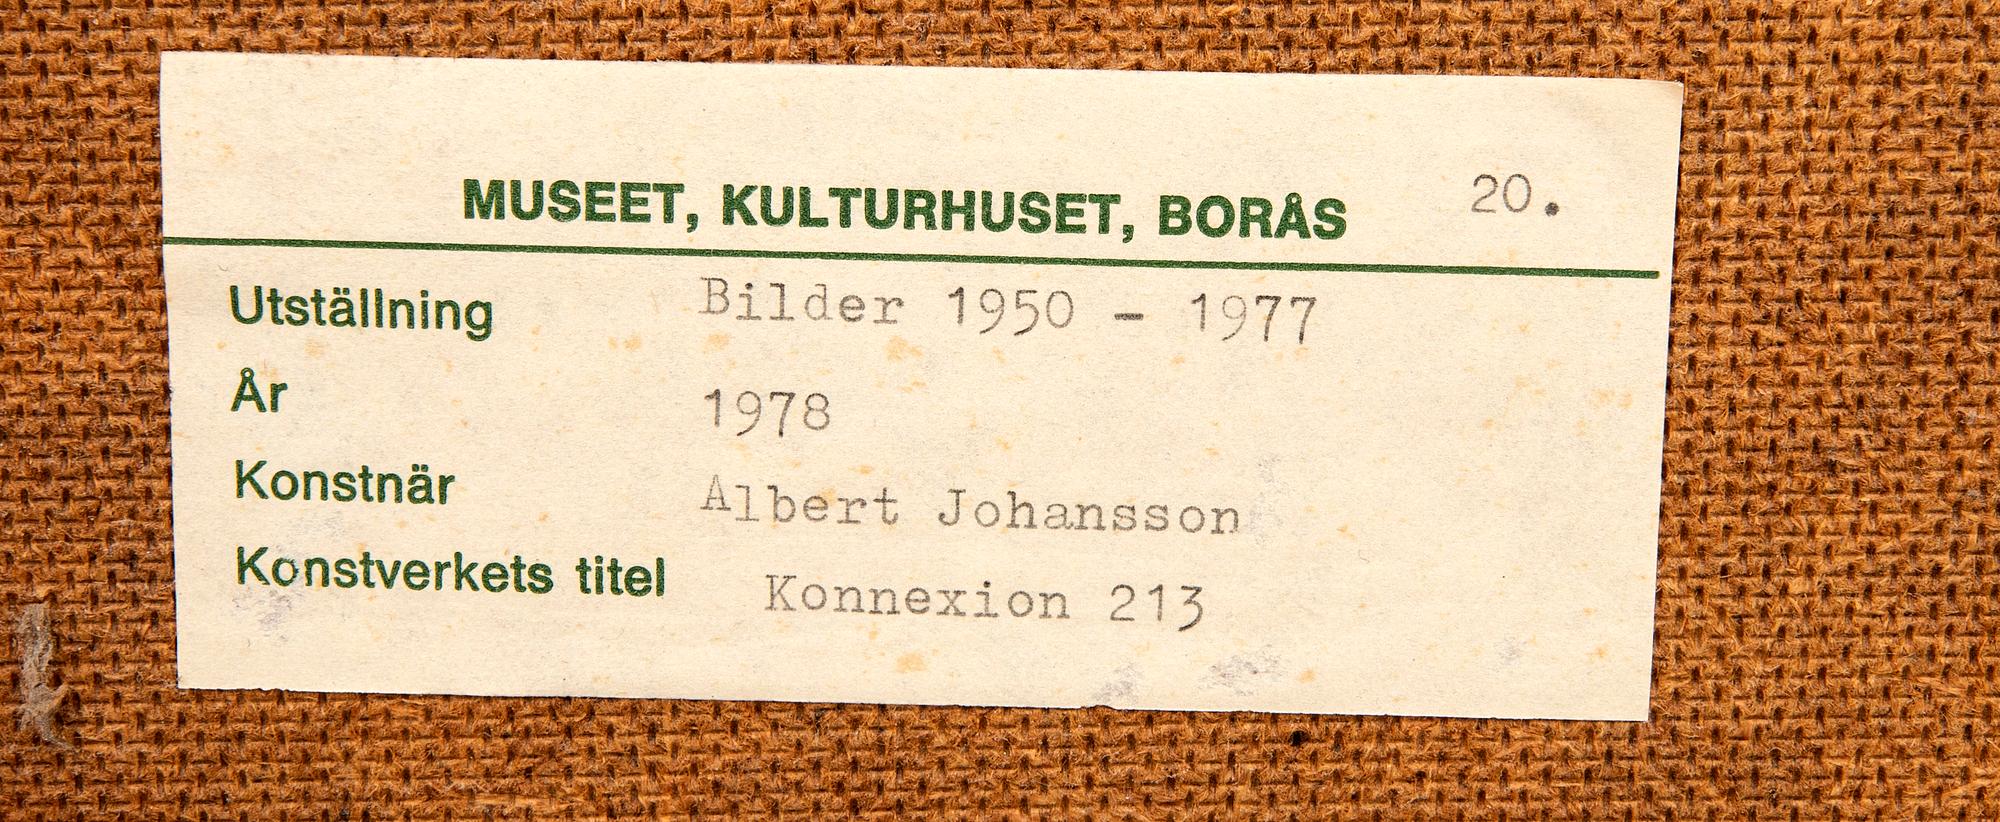 MUSEET, KULTURHUSET, BORÅS 20.
Utställning Bilder 1950 - 1977
År 1978
Konstnär Albert Johansson
Konstverkets titel Konnexion 213